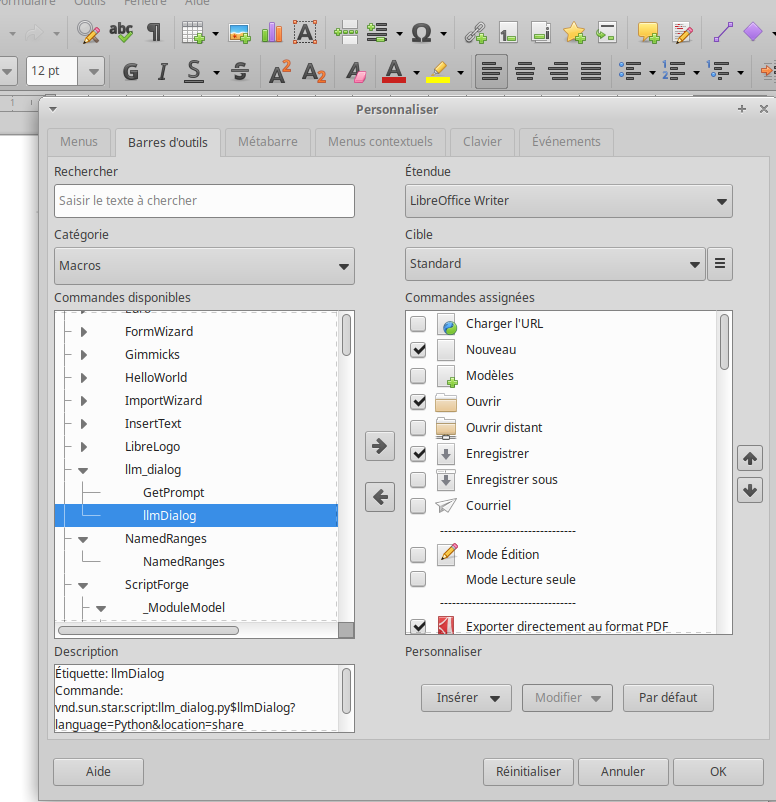 Formulaire Outils Fenêtre Aide
12 pt
Personnaliser
Menus Barres d'outils Métabarre Menus contextuels Clavier Événements
Rechercher
Saisir le texte à chercher
Étendue
LibreOffice Writer
Catégorie
Macros
Cible
Standard
Commandes disponibles
Euro
FormWizard
Gimmicks
HelloWorld
ImportWizard
InsertText
LibreLogo
llm_dialog
GetPrompt
llmDialog
NamedRanges
NamedRanges
ScriptForge
_ModuleModel
Commandes assignées
Charger l'URL
Nouveau
Modèles
Ouvrir
Ouvrir distant
Enregistrer
Enregistrer sous
Courriel
----------------------------------
Mode Édition
Mode Lecture seule
----------------------------------
Exporter directement au format PDF
Description
Étiquette: llmDialog
Commande:
vnd.sun.star.script:llm_dialog.py$llmDialog?
language=Python&location=share
Personnaliser
Insérer Modifier Par défaut
Aide Réinitialiser Annuler OK